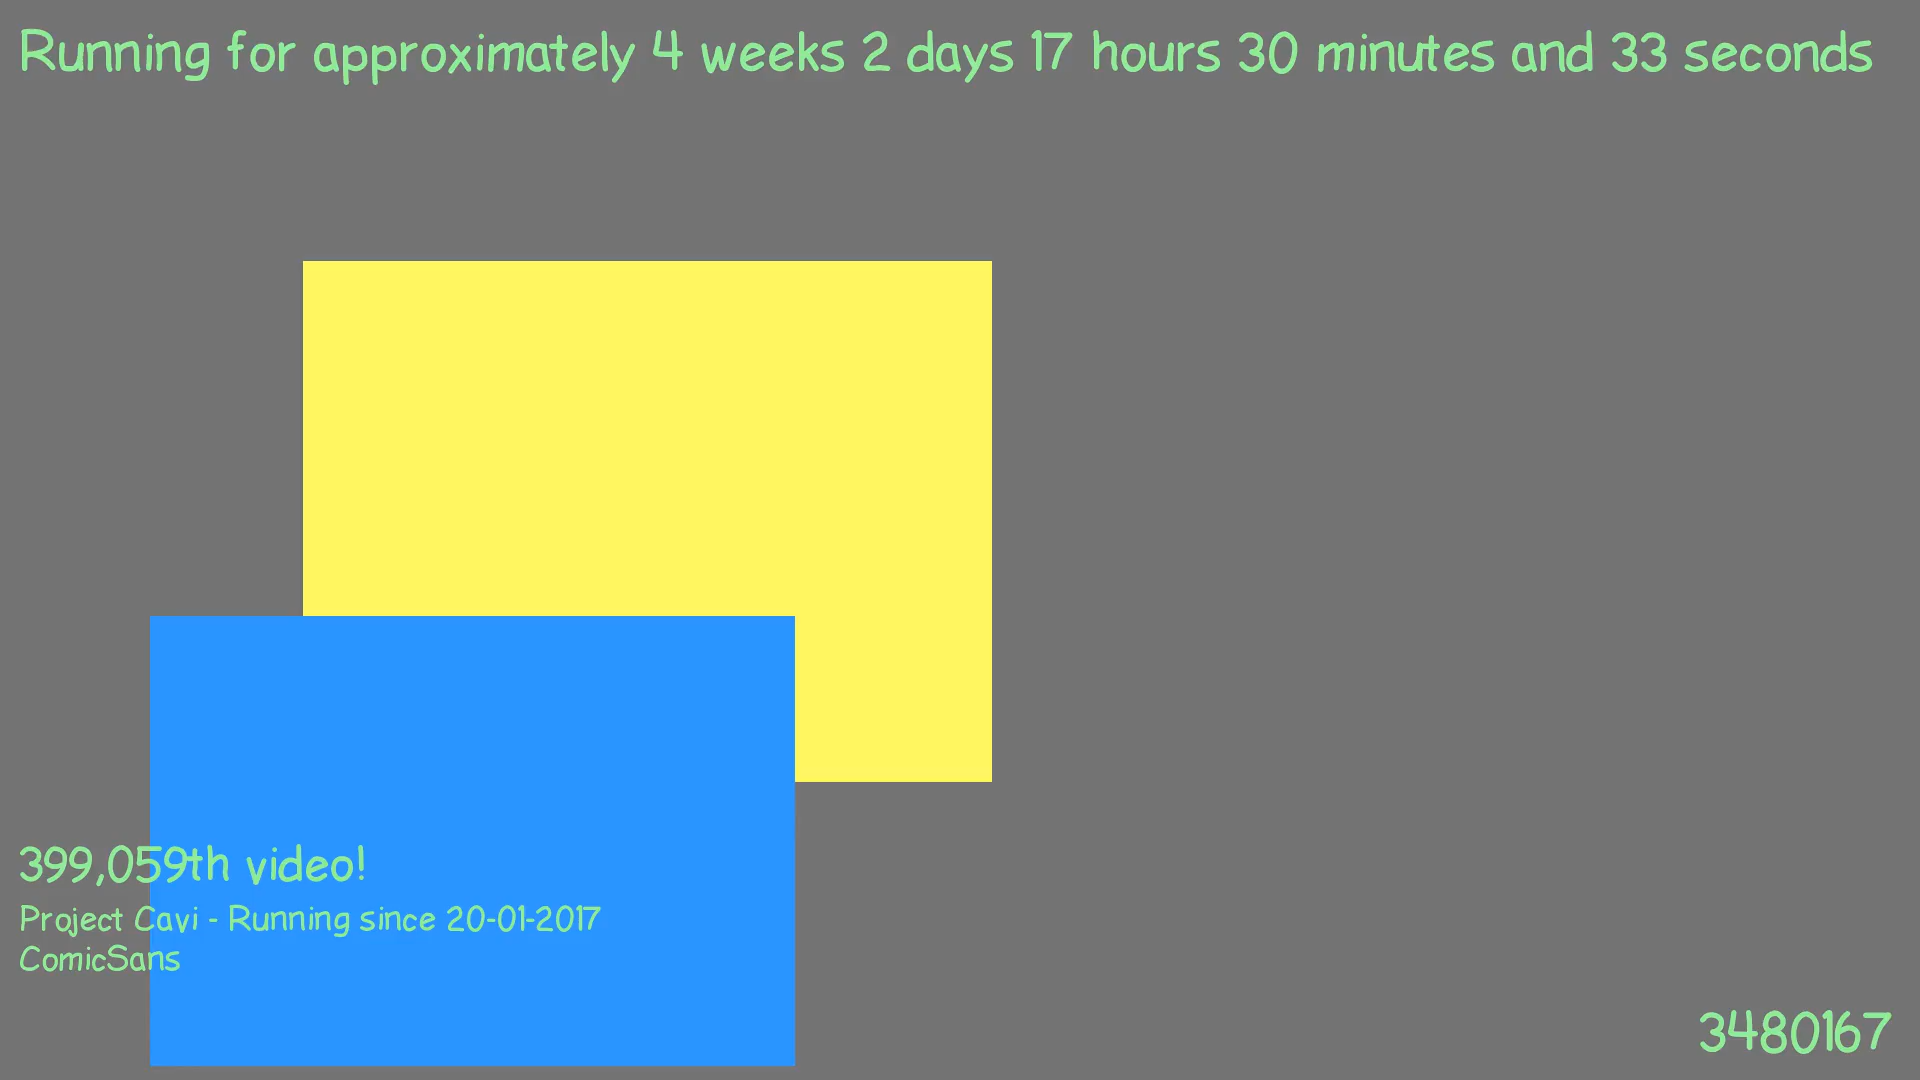 Running for approximately 4 weeks 2 days 17 hours 30 minutes and 33 seconds
399,059th video!
Project Cavi - Running since 20-01-2017
ComicSans
3480167